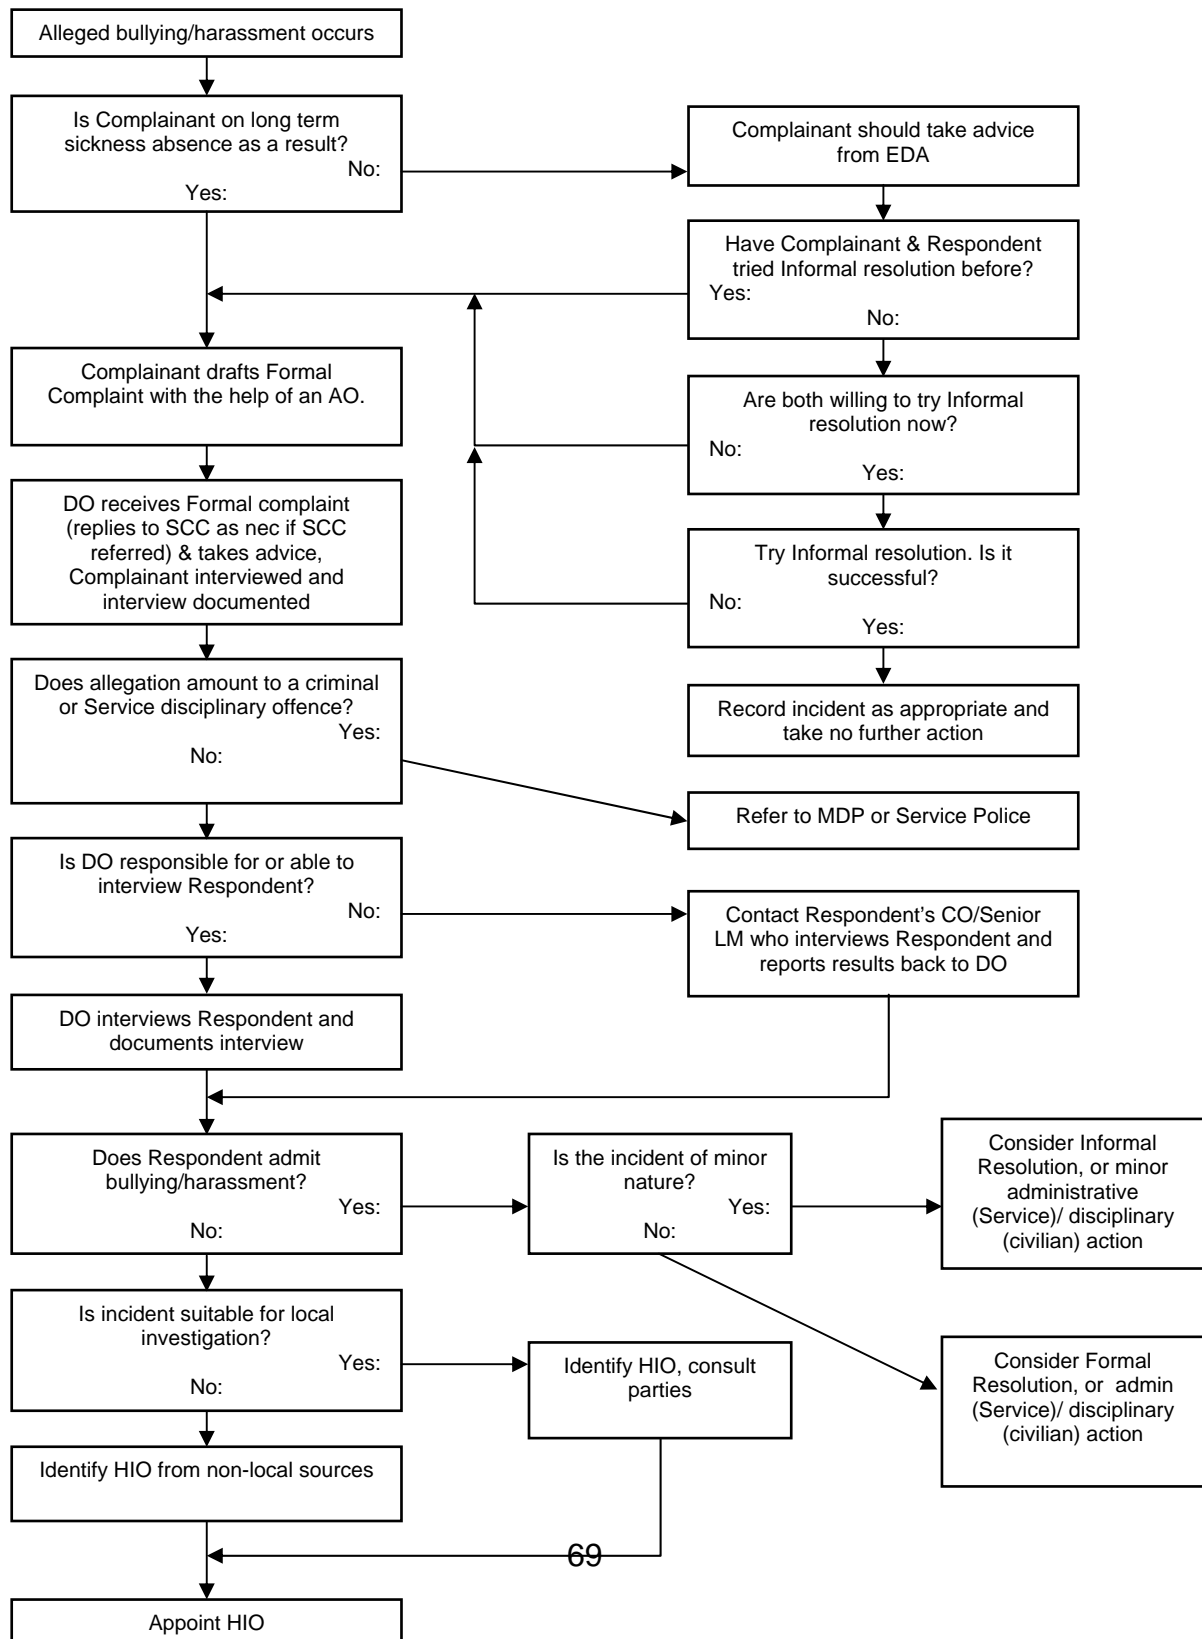 Alleged bullying/harassment occurs
Is Complainant on long term
sickness absence as a result?
No:
Yes:
Complainant should take advice
from EDA
Have Complainant & Respondent
tried Informal resolution before?
Yes:
No:
Complainant drafts Formal
Complaint with the help of an AO.
Are both willing to try Informal
resolution now?
No:
Yes:
DO receives Formal complaint
(replies to SCC as nec if SCC
referred) & takes advice,
Complainant interviewed and
interview documented
Try Informal resolution. Is it
successful?
No:
Yes:
Does allegation amount to a criminal
or Service disciplinary offence?
Yes:
No:
Record incident as appropriate and
take no further action
Refer to MDP or Service Police
Is DO responsible for or able to
interview Respondent?
No:
Yes:
Contact Respondent's CO/Senior
LM who interviews Respondent and
reports results back to DO
DO interviews Respondent and
documents interview
Does Respondent admit
bullying/harassment?
Yes:
No:
Is the incident of minor
nature?
Yes:
No:
Consider Informal
Resolution, or minor
administrative
(Service)/ disciplinary
(civilian) action
Is incident suitable for local
investigation?
Yes:
No:
Identify HIO, consult
parties
Consider Formal
Resolution, or  admin
(Service)/ disciplinary
(civilian) action
Identify HIO from non-local sources
69
Appoint HIO